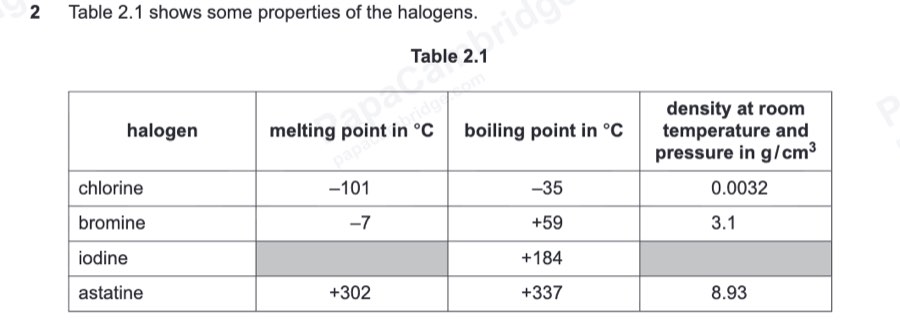 2 Table 2.1 shows some properties of the halogens.
Table 2.1
halogen melting point in °C boiling point in °C density at room temperature and pressure in g/cm³
chlorine –101 –35 0.0032
bromine –7 +59 3.1
iodine +184
astatine +302 +337 8.93
PapaCambridge